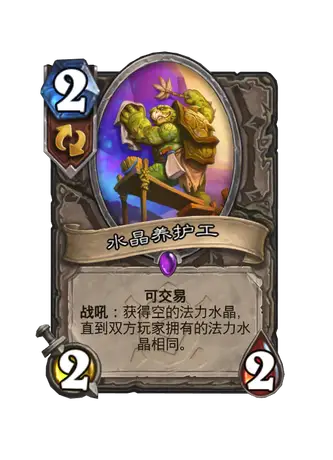 2
水晶养护工
可交易
战吼：获得空的法力水晶，
直到双方玩家拥有的法力水
晶相同。
2
2